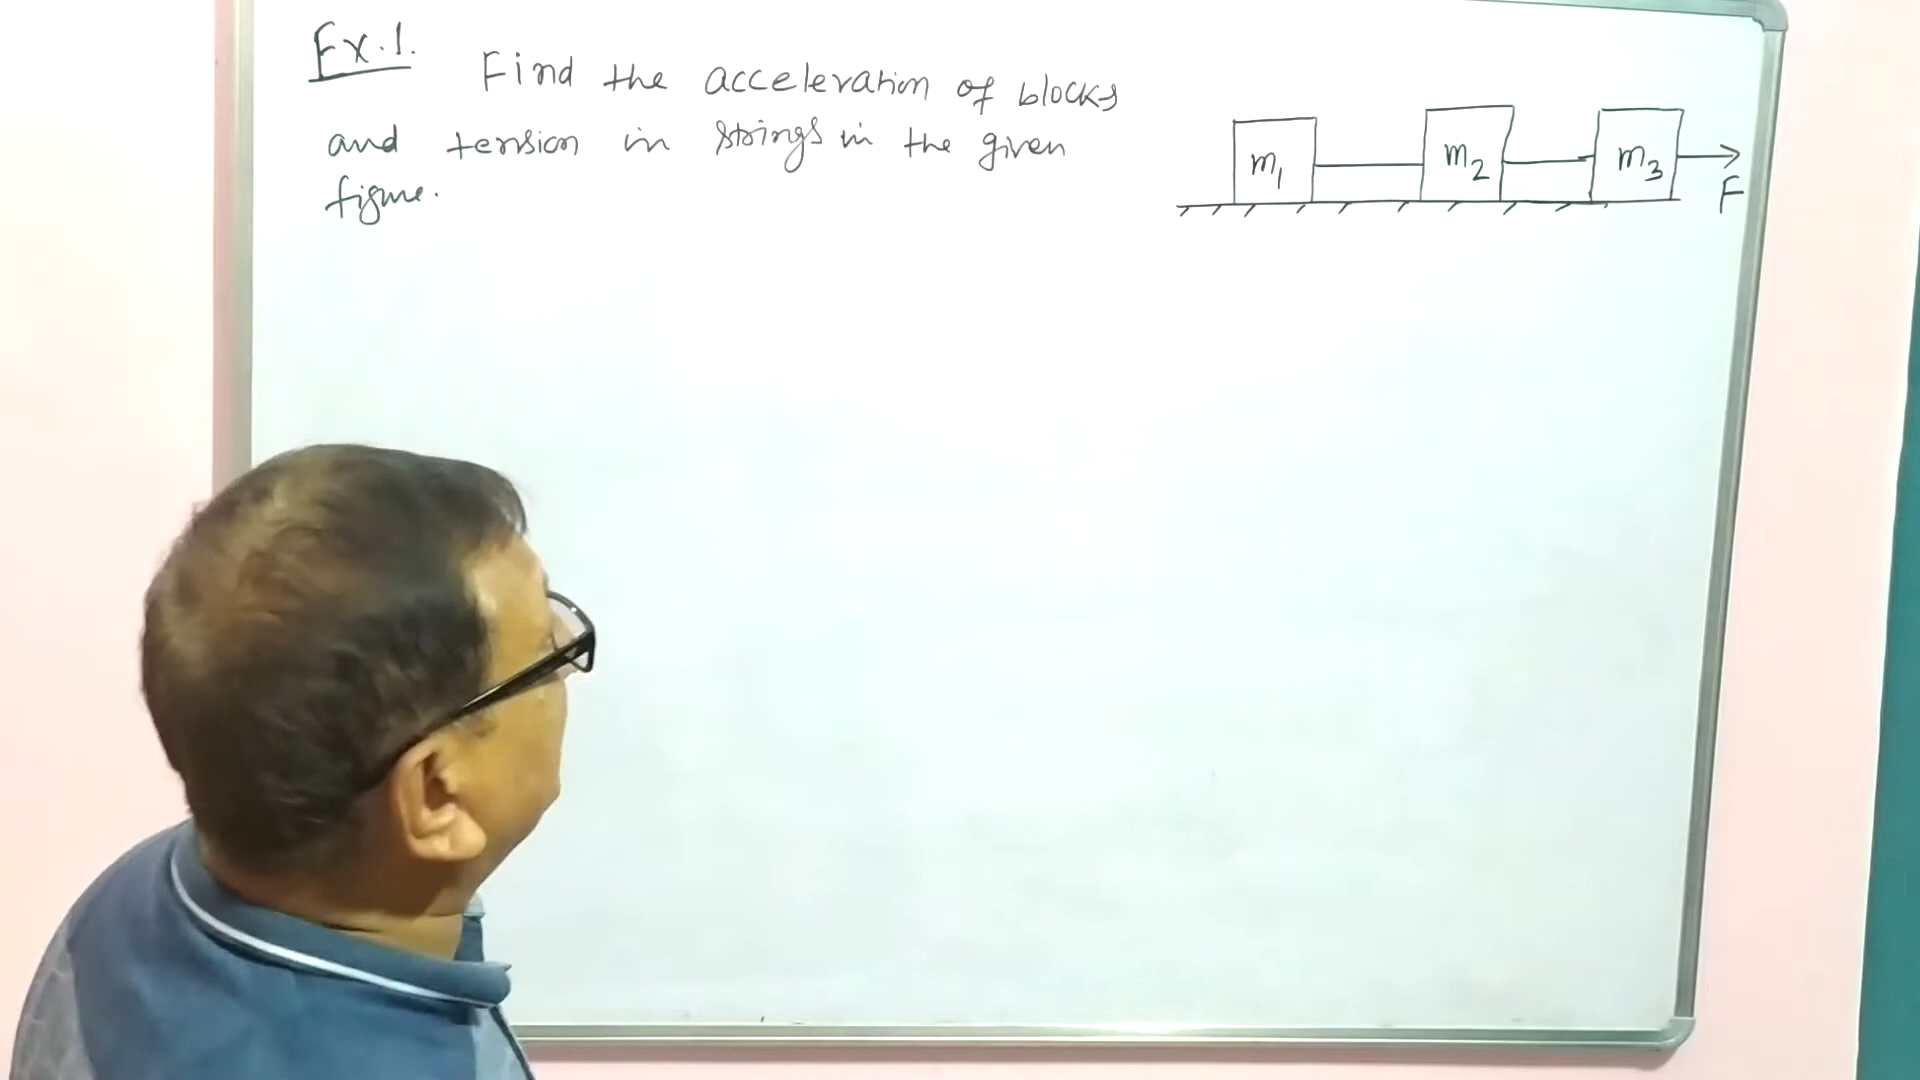 Ex.1. Find the acceleration of blocks
and tension in strings in the given
figure.
m1 m2 m3
F